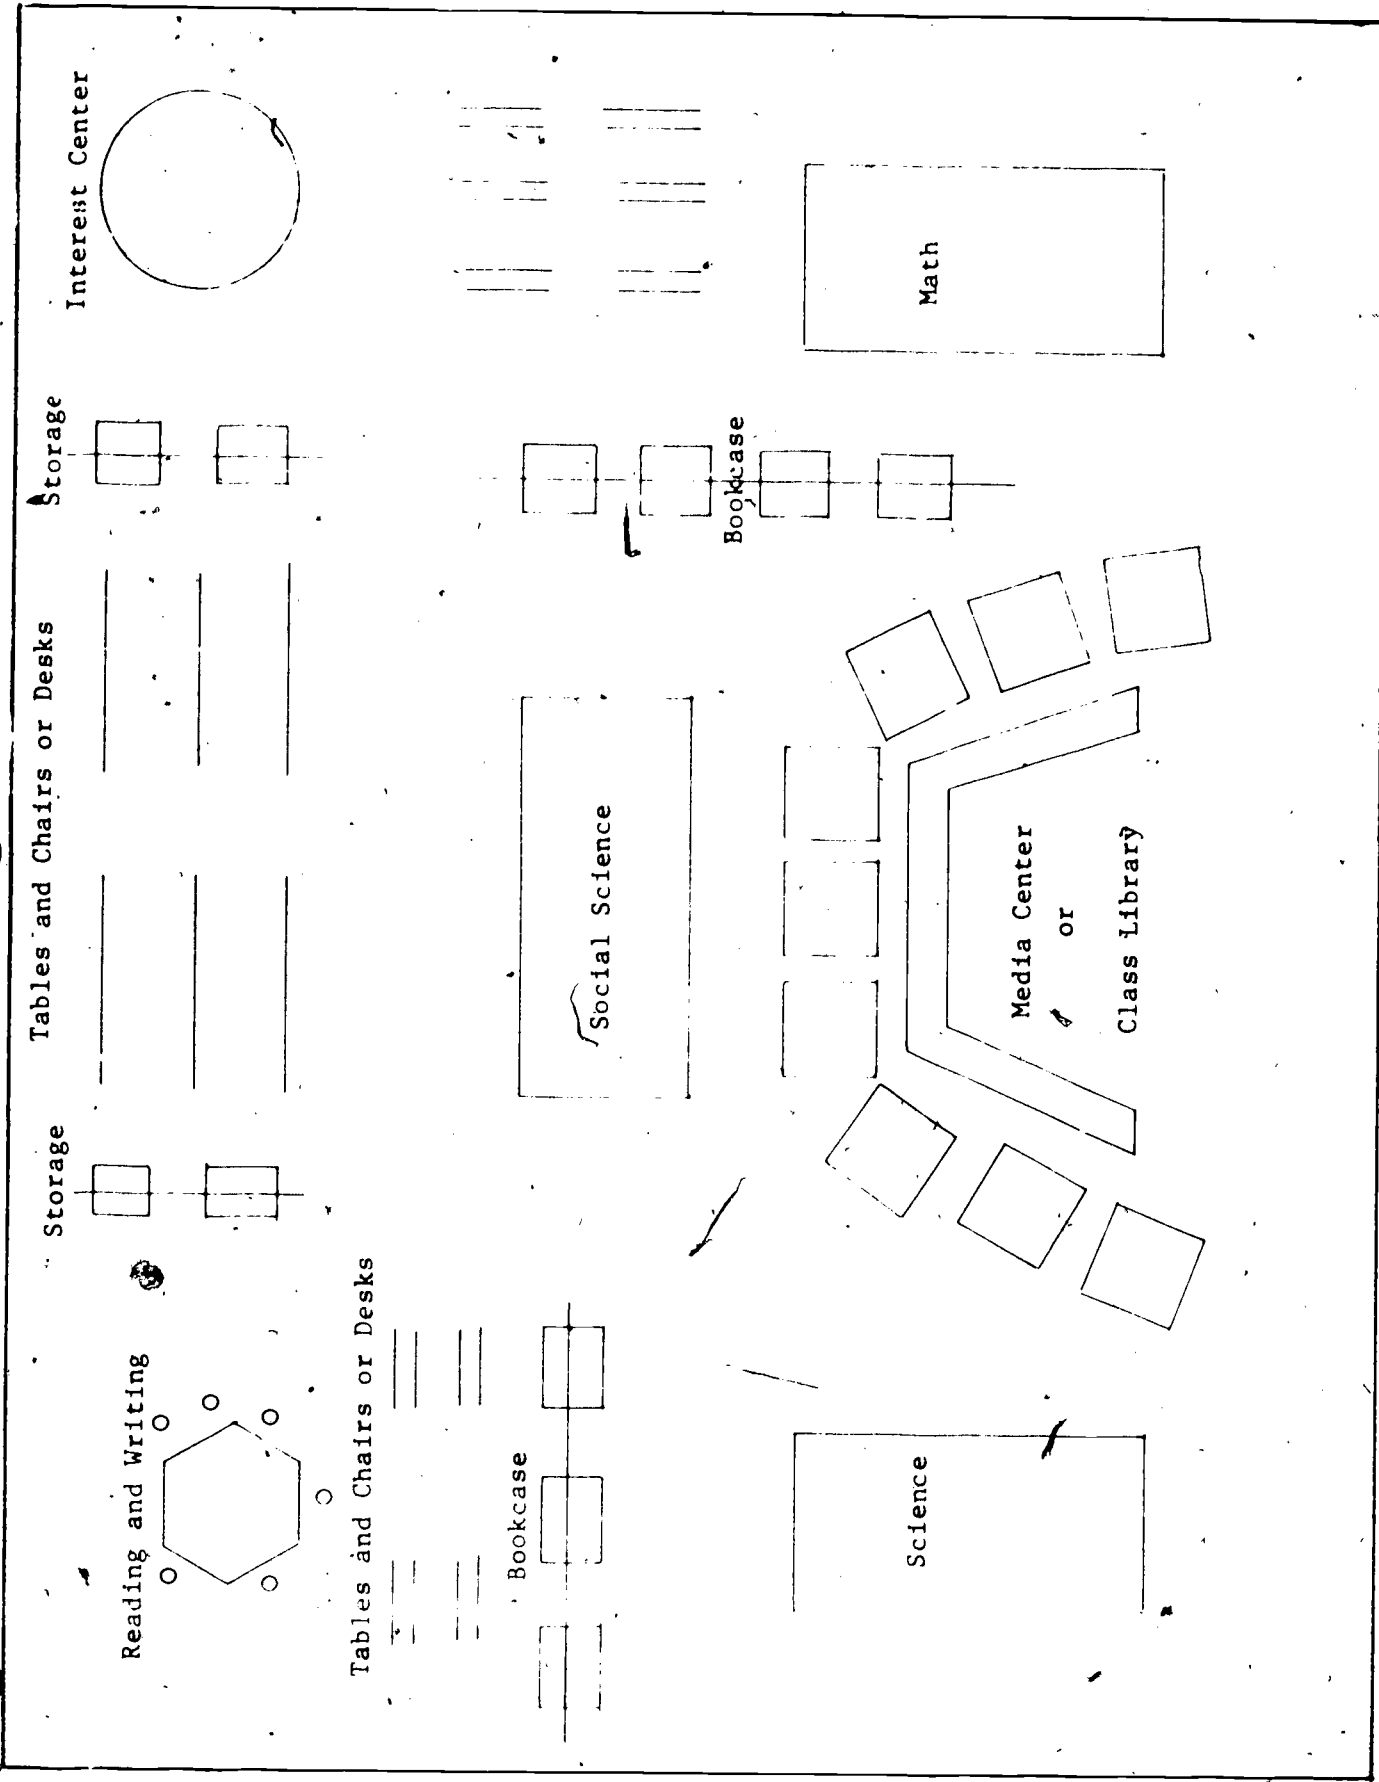 Reading and Writing
Storage
Tables and Chairs or Desks
Storage
Interest Center
Tables and Chairs or Desks
Bookcase
Social Science
Bookcase
Science
Media Center
or
Class Library
Math